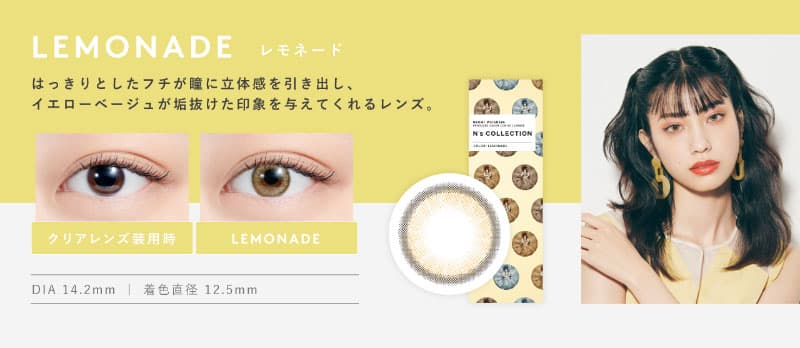 LEMONADE レモネード
はっきりとしたフチが瞳に立体感を引き出し、
イエローベージュが垢抜けた印象を与えてくれるレンズ。
N's COLLECTION
クリアレンズ装用時
LEMONADE
DIA 14.2mm | 着色直径 12.5mm